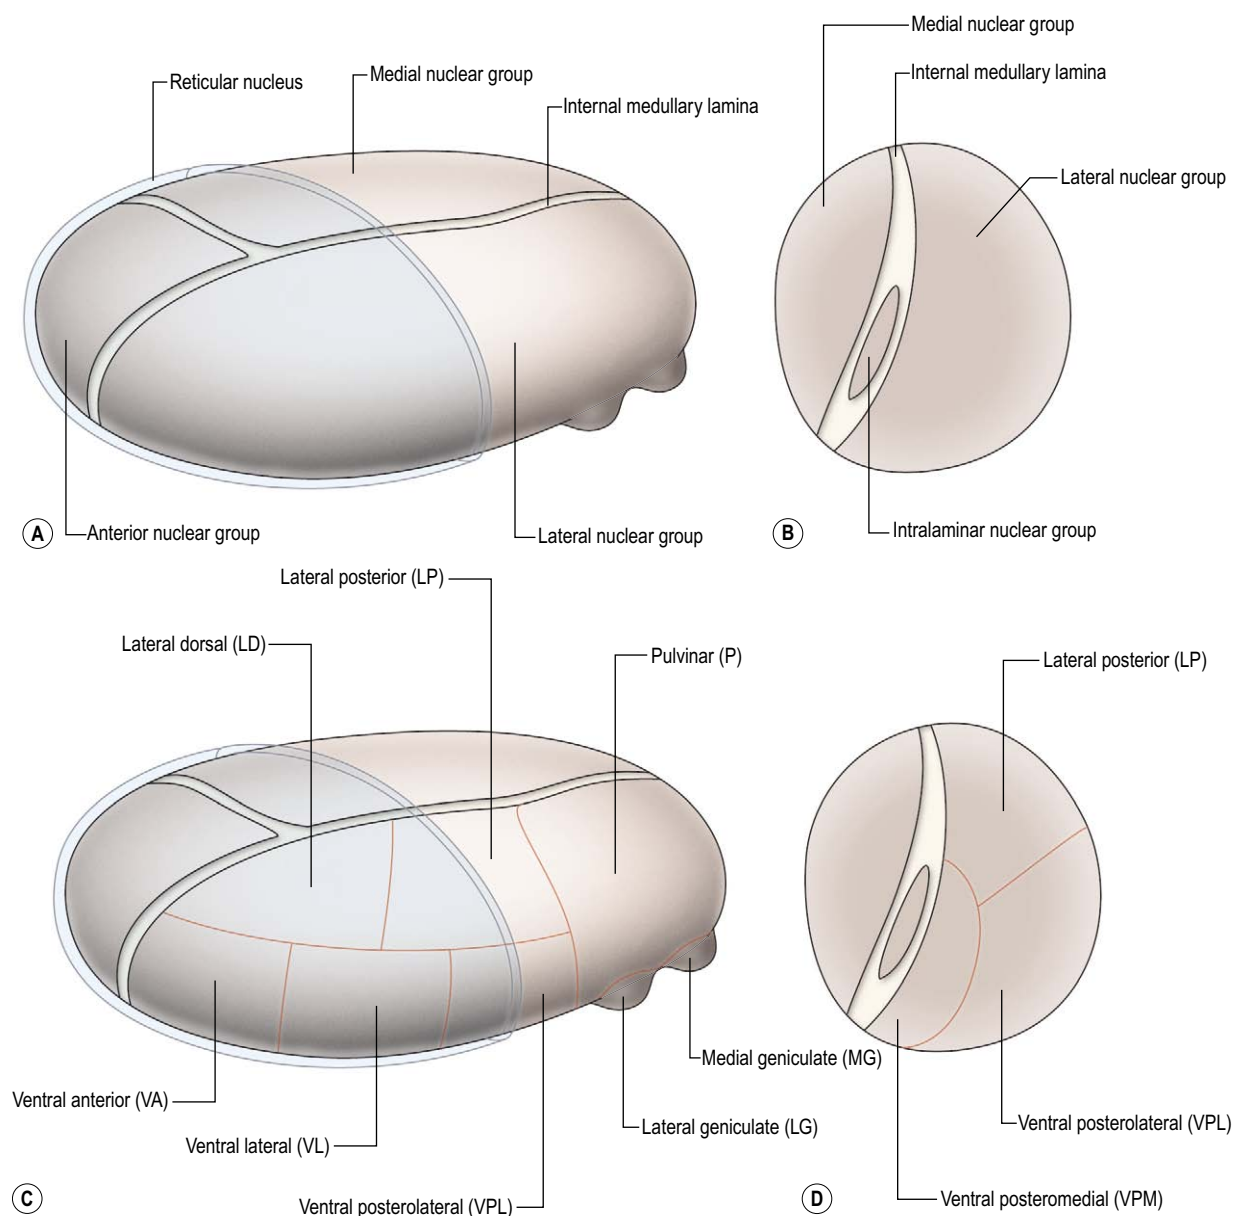 Medial nuclear group
Reticular nucleus
Medial nuclear group
Internal medullary lamina
Internal medullary lamina
Lateral nuclear group
A
Anterior nuclear group
Lateral nuclear group
B
Intralaminar nuclear group
Lateral posterior (LP)
Lateral dorsal (LD)
Pulvinar (P)
Lateral posterior (LP)
Medial geniculate (MG)
Ventral anterior (VA)
Lateral geniculate (LG)
Ventral posterolateral (VPL)
Ventral lateral (VL)
C
Ventral posterolateral (VPL)
D
Ventral posteromedial (VPM)